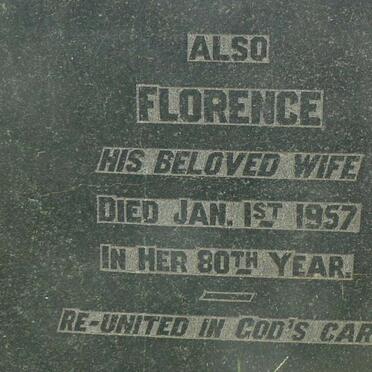 ALSO
FLORENCE
HIS BELOVED WIFE
DIED JAN. 1ST 1957
IN HER 80TH YEAR.
RE-UNITED IN GOD'S CAR